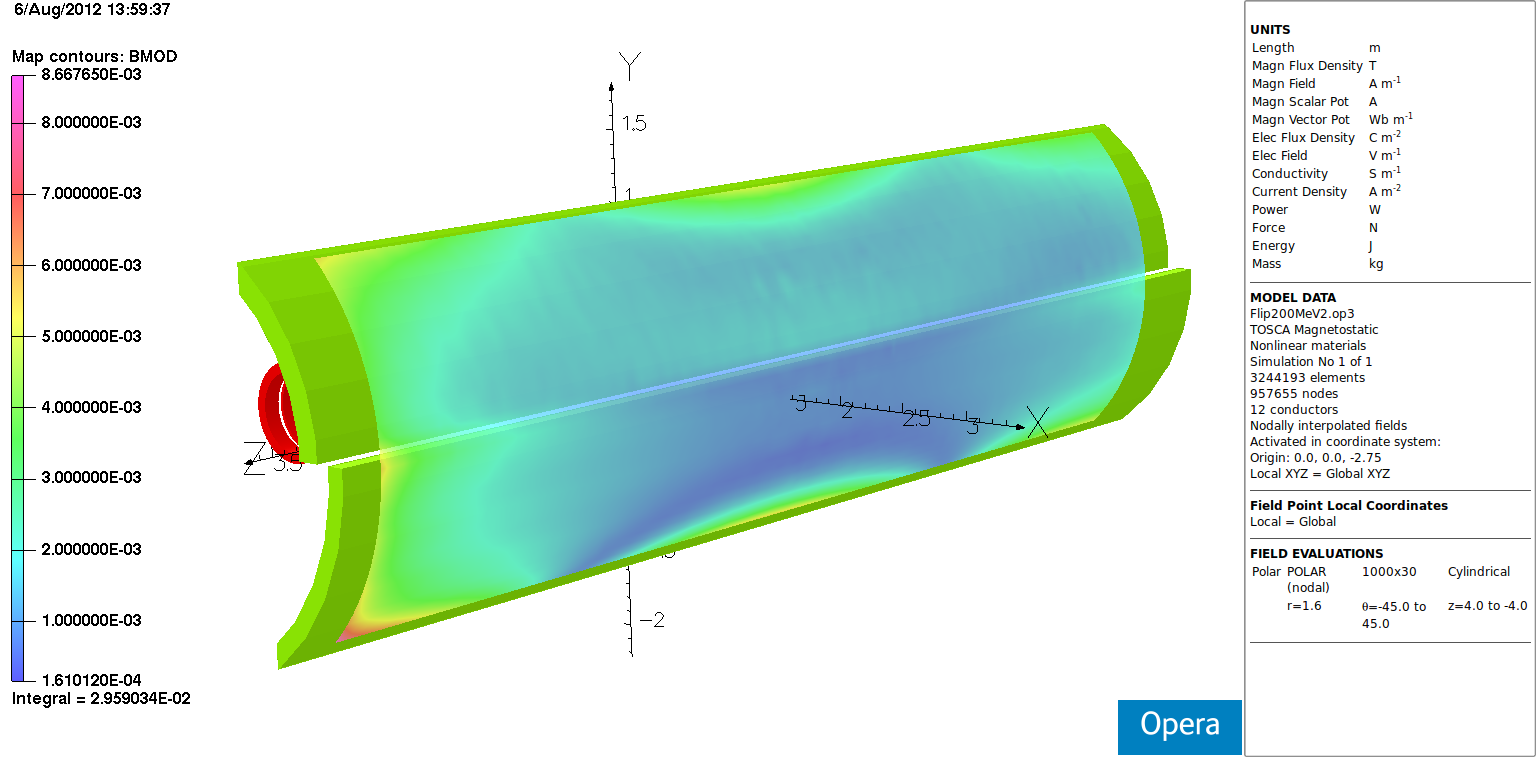 6/Aug/2012 13:59:37
Map contours: BMOD
8.667650E-03
8.000000E-03
7.000000E-03
6.000000E-03
5.000000E-03
4.000000E-03
3.000000E-03
2.000000E-03
1.000000E-03
1.610120E-04
Integral = 2.959034E-02
Y
1.5
1
2
2.5
3
X
Z
3.5
-2
Opera
UNITS
Length m
Magn Flux Density T
Magn Field A m-1
Magn Scalar Pot A
Magn Vector Pot Wb m-1
Elec Flux Density C m-2
Elec Field V m-1
Conductivity S m-1
Current Density A m-2
Power W
Force N
Energy J
Mass kg
MODEL DATA
Flip200MeV2.op3
TOSCA Magnetostatic
Nonlinear materials
Simulation No 1 of 1
3244193 elements
957655 nodes
12 conductors
Nodally interpolated fields
Activated in coordinate system:
Origin: 0.0, 0.0, -2.75
Local XYZ = Global XYZ
Field Point Local Coordinates
Local = Global
FIELD EVALUATIONS
Polar POLAR 1000x30 Cylindrical
(nodal)
r=1.6 θ=-45.0 to z=4.0 to -4.0
45.0